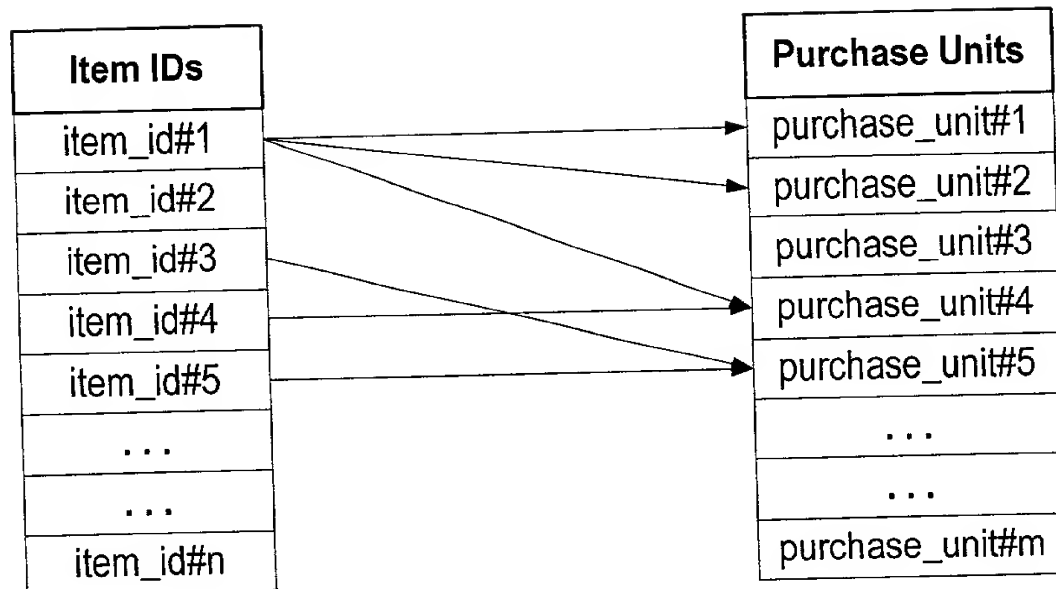 Item IDs
item_id#1
item_id#2
item_id#3
item_id#4
item_id#5
...
...
item_id#n
Purchase Units
purchase_unit#1
purchase_unit#2
purchase_unit#3
purchase_unit#4
purchase_unit#5
...
...
purchase_unit#m